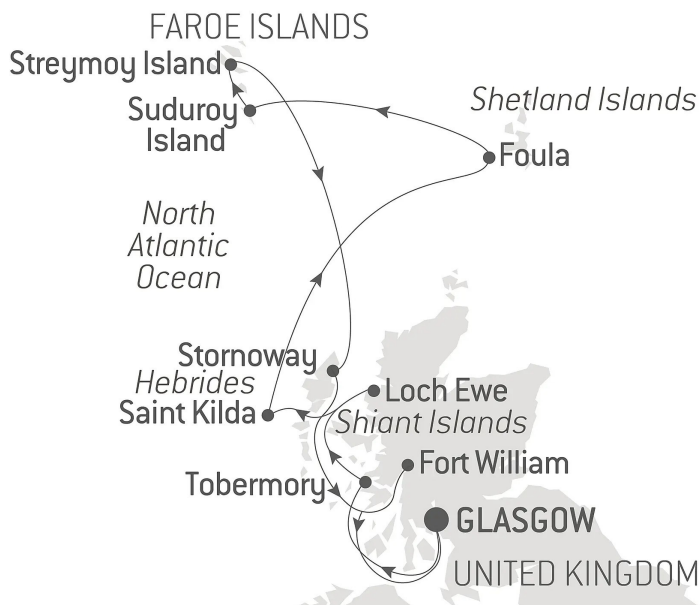 FAROE ISLANDS
Streymoy Island
Suduroy
Island
Shetland Islands
Foula
North
Atlantic
Ocean
Stornoway
Hebrides
Saint Kilda
Loch Ewe
Shiant Islands
Fort William
Tobermory
GLASGOW
UNITED KINGDOM